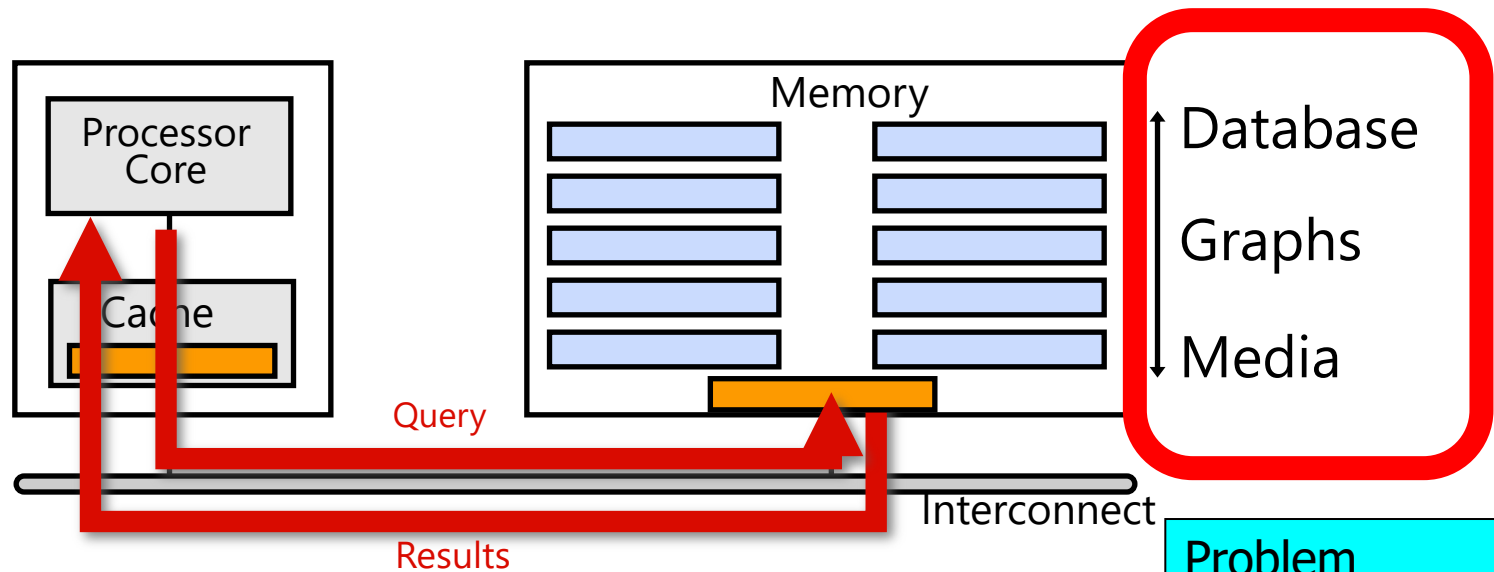 Processor
Core
Cache
Memory
Database
Graphs
Media
Query
Interconnect
Results
Problem